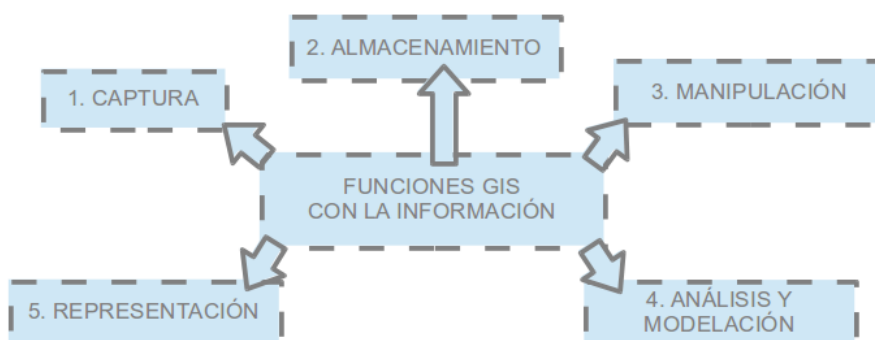 2. ALMACENAMIENTO
1. CAPTURA
3. MANIPULACIÓN
FUNCIONES GIS
CON LA INFORMACIÓN
5. REPRESENTACIÓN
4. ANÁLISIS Y
MODELACIÓN